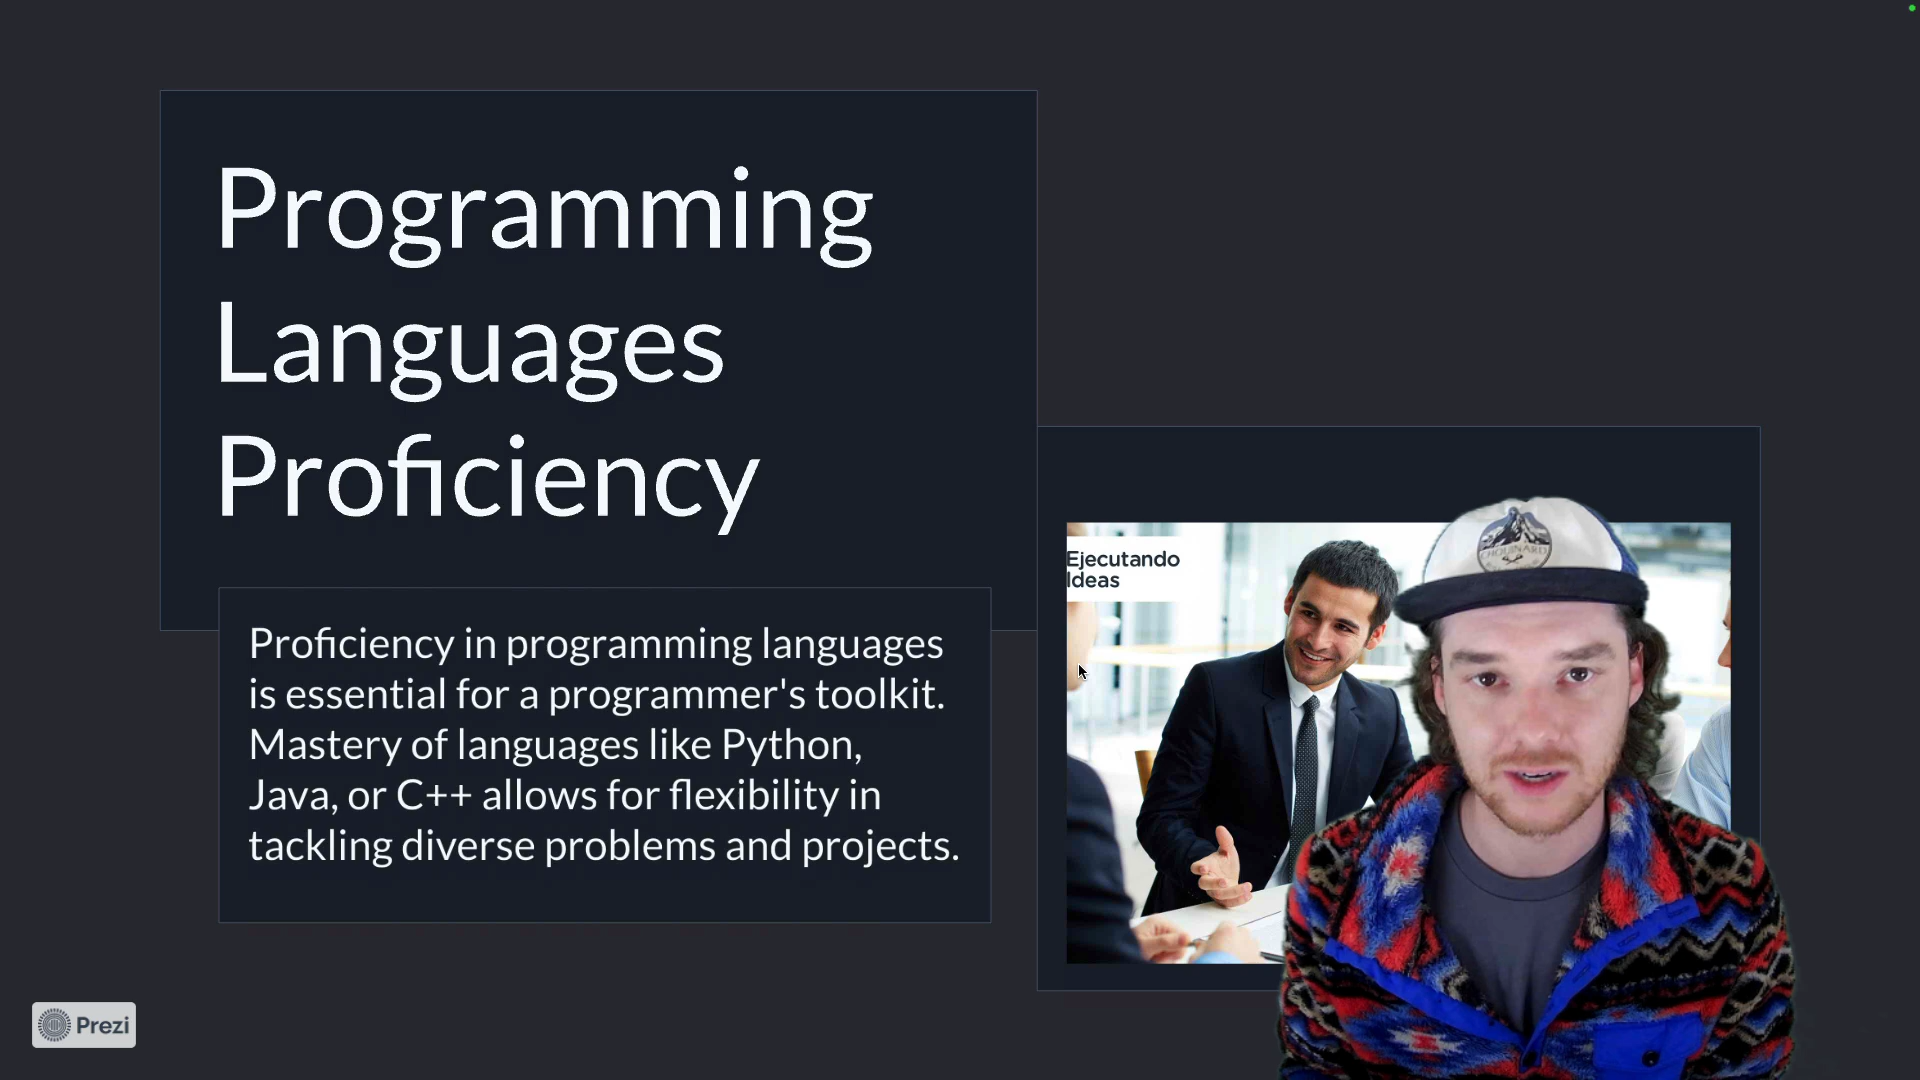 Programming
Languages
Proficiency
Proficiency in programming languages
is essential for a programmer's toolkit.
Mastery of languages like Python,
Java, or C++ allows for flexibility in
tackling diverse problems and projects.
Ejecutando
Ideas
CHOUINARD
Prezi